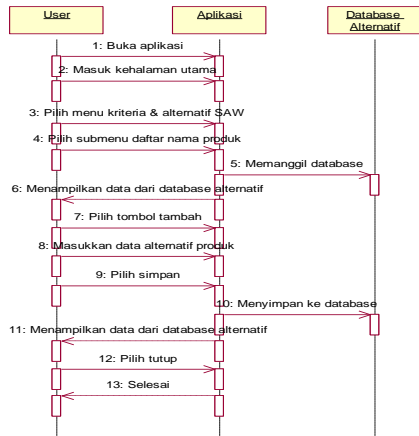 User
Aplikasi
Database
Alternatif
1: Buka aplikasi
2: Masuk kehalaman utama
3: Pilih menu kriteria & alternatif SAW
4: Pilih submenu daftar nama produk
5: Memanggil database
6: Menampilkan data dari database alternatif
7: Pilih tombol tambah
8: Masukkan data alternatif produk
9: Pilih simpan
10: Menyimpan ke database
11: Menampilkan data dari database alternatif
12: Pilih tutup
13: Selesai